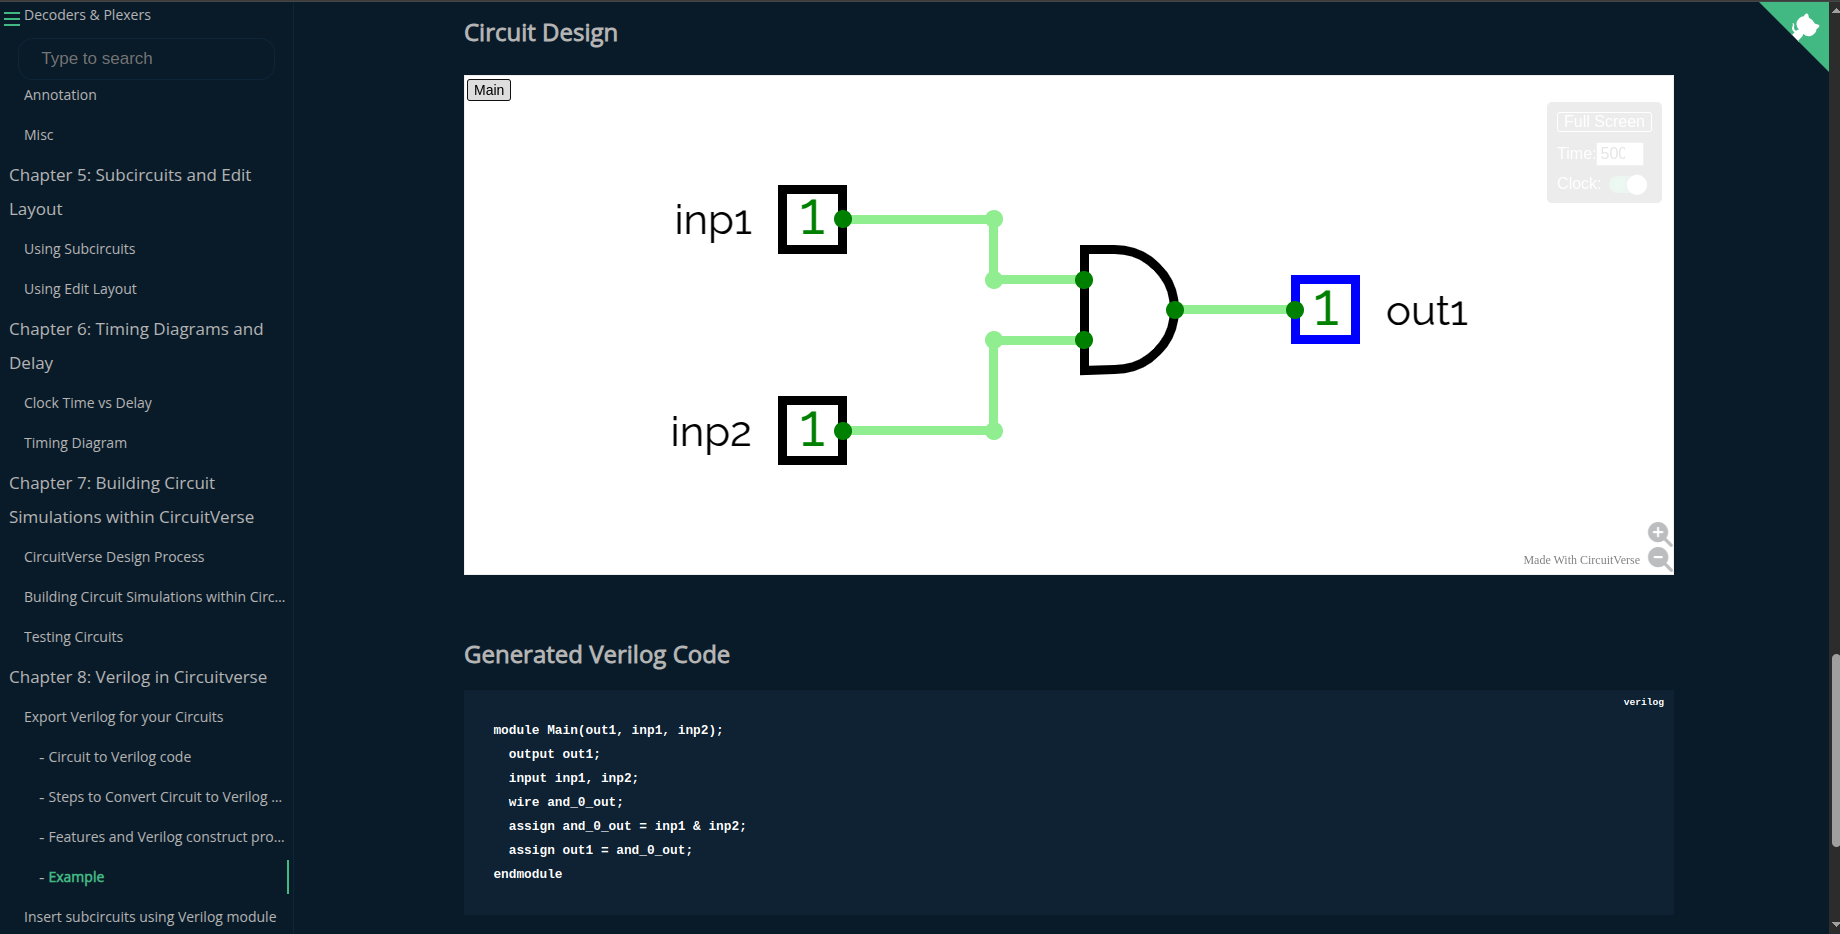 Decoders & Plexers
Type to search
Annotation
Misc
Chapter 5: Subcircuits and Edit
Layout
Using Subcircuits
Using Edit Layout
Chapter 6: Timing Diagrams and
Delay
Clock Time vs Delay
Timing Diagram
Chapter 7: Building Circuit
Simulations within CircuitVerse
CircuitVerse Design Process
Building Circuit Simulations within Circ...
Testing Circuits
Chapter 8: Verilog in Circuitverse
Export Verilog for your Circuits
- Circuit to Verilog code
- Steps to Convert Circuit to Verilog ...
- Features and Verilog construct pro...
- Example
Insert subcircuits using Verilog module
Circuit Design
Main
Full Screen
Time: 500
Clock:
inp1 1
1 out1
inp2 1
Made With CircuitVerse
Generated Verilog Code
verilog
module Main(out1, inp1, inp2);
  output out1;
  input inp1, inp2;
  wire and_0_out;
  assign and_0_out = inp1 & inp2;
  assign out1 = and_0_out;
endmodule